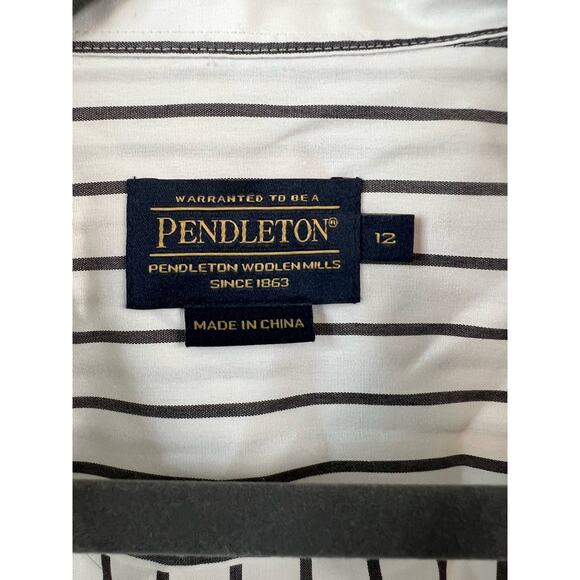 WARRANTED TO BE A
PENDLETON®
PENDLETON WOOLEN MILLS
SINCE 1863
12
MADE IN CHINA